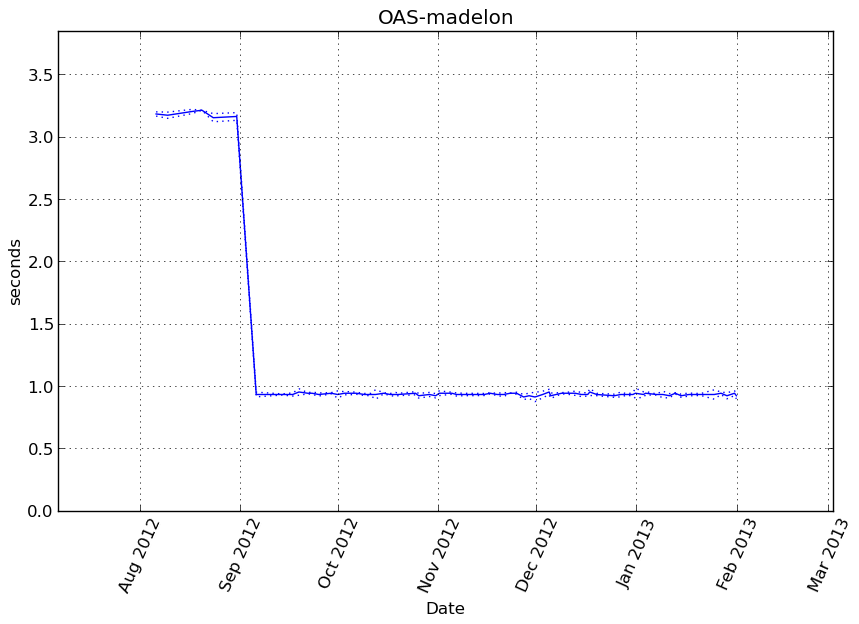 OAS-madelon
3.5
3.0
2.5
2.0
1.5
1.0
0.5
0.0
seconds
Aug 2012
Sep 2012
Oct 2012
Nov 2012
Dec 2012
Jan 2013
Feb 2013
Mar 2013
Date